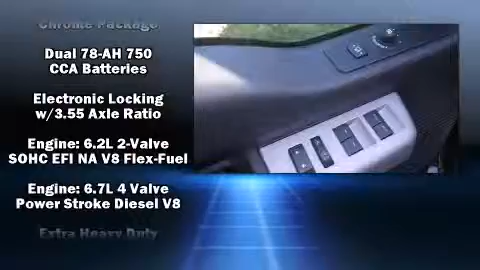 Chrome Package
Dual 78-AH 750
CCA Batteries
Electronic Locking
w/3.55 Axle Ratio
Engine: 6.2L 2-Valve
SOHC EFI NA V8 Flex-Fuel
Engine: 6.7L 4 Valve
Power Stroke Diesel V8
Extra Heavy Duty